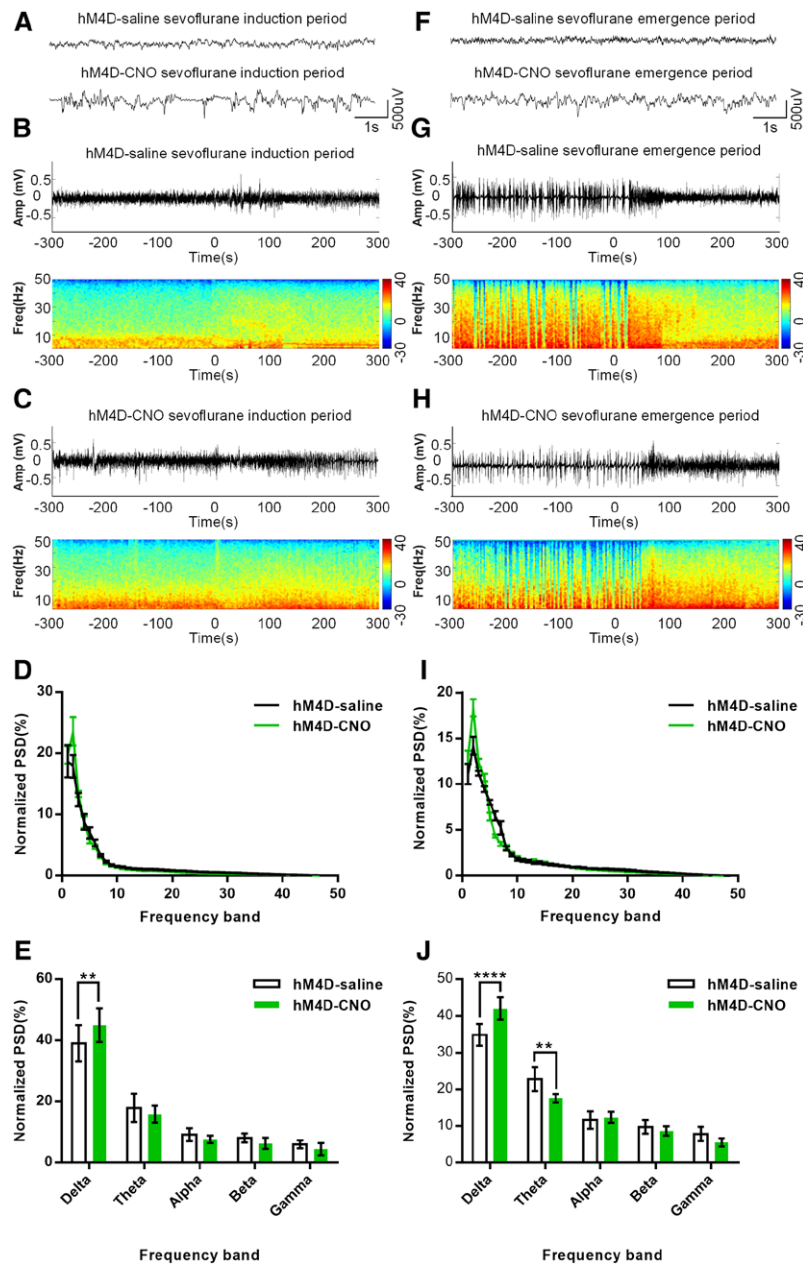 A
hM4D-saline sevoflurane induction period
hM4D-CNO sevoflurane induction period
1s
500uV
B
hM4D-saline sevoflurane induction period
Amp (mV)
0.5
0
-0.5
-300 -200 -100 0 100 200 300
Time(s)
Freq(Hz)
50
30
10
40
0
-30
-300 -200 -100 0 100 200 300
Time(s)
C
hM4D-CNO sevoflurane induction period
Amp (mV)
0.5
0
-0.5
-300 -200 -100 0 100 200 300
Time(s)
Freq(Hz)
50
30
10
40
0
-30
-300 -200 -100 0 100 200 300
Time(s)
D
Normalized PSD(%)
30
20
10
0
hM4D-saline
hM4D-CNO
0 10 20 30 40 50
Frequency band
E
Normalized PSD(%)
60
40
20
0
**
hM4D-saline
hM4D-CNO
Delta Theta Alpha Beta Gamma
Frequency band
F
hM4D-saline sevoflurane emergence period
hM4D-CNO sevoflurane emergence period
1s
500uV
G
hM4D-saline sevoflurane emergence period
Amp (mV)
0.5
0
-0.5
-300 -200 -100 0 100 200 300
Time(s)
Freq(Hz)
50
30
10
40
0
-30
-300 -200 -100 0 100 200 300
Time(s)
H
hM4D-CNO sevoflurane emergence period
Amp (mV)
0.5
0
-0.5
-300 -200 -100 0 100 200 300
Time(s)
Freq(Hz)
50
30
10
40
0
-30
-300 -200 -100 0 100 200 300
Time(s)
I
Normalized PSD(%)
20
15
10
5
0
hM4D-saline
hM4D-CNO
0 10 20 30 40 50
Frequency band
J
Normalized PSD(%)
50
40
30
20
10
0
****
**
hM4D-saline
hM4D-CNO
Delta Theta Alpha Beta Gamma
Frequency band